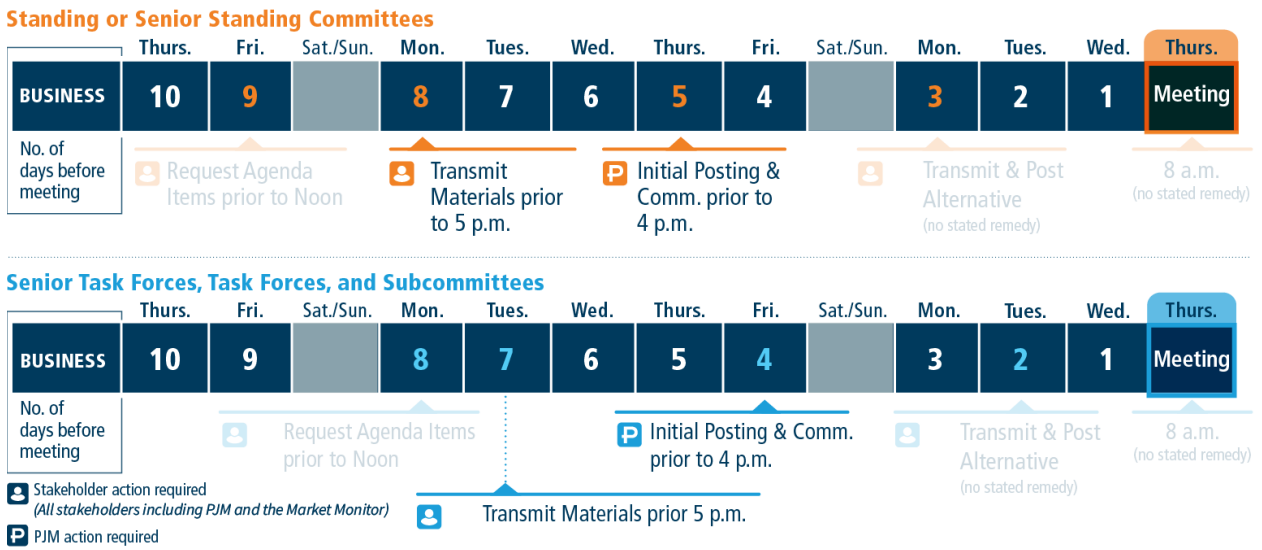 Standing or Senior Standing Committees
Thurs. Fri. Sat./Sun. Mon. Tues. Wed. Thurs. Fri. Sat./Sun. Mon. Tues. Wed. Thurs.
BUSINESS 10 9 8 7 6 5 4 3 2 1 Meeting
No. of
days before
meeting
Request Agenda
Items prior to Noon
Transmit
Materials prior
to 5 p.m.
Initial Posting &
Comm. prior to
4 p.m.
Transmit & Post
Alternative
(no stated remedy)
8 a.m.
(no stated remedy)
Senior Task Forces, Task Forces, and Subcommittees
Thurs. Fri. Sat./Sun. Mon. Tues. Wed. Thurs. Fri. Sat./Sun. Mon. Tues. Wed. Thurs.
BUSINESS 10 9 8 7 6 5 4 3 2 1 Meeting
No. of
days before
meeting
Request Agenda Items
prior to Noon
Initial Posting & Comm.
prior to 4 p.m.
Transmit & Post
Alternative
(no stated remedy)
8 a.m.
(no stated remedy)
Transmit Materials prior 5 p.m.
Stakeholder action required
(All stakeholders including PJM and the Market Monitor)
PJM action required